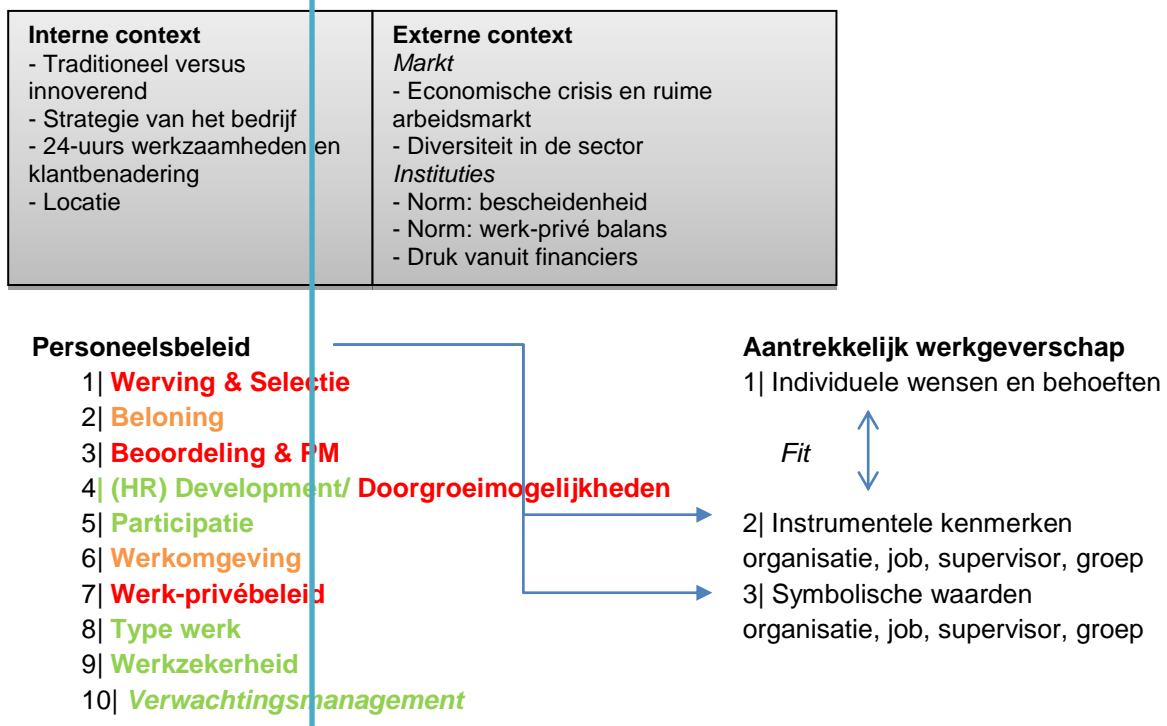 Interne context
- Traditioneel versus
innoverend
- Strategie van het bedrijf
- 24-uurs werkzaamheden en
klantbenadering
- Locatie
Externe context
Markt
- Economische crisis en ruime
arbeidsmarkt
- Diversiteit in de sector
Instituties
- Norm: bescheidenheid
- Norm: werk-privé balans
- Druk vanuit financiers
Personeelsbeleid
1| Werving & Selectie
2| Beloning
3| Beoordeling & PM
4| (HR) Development/ Doorgroeimogelijkheden
5| Participatie
6| Werkomgeving
7| Werk-privébeleid
8| Type werk
9| Werkzekerheid
10| Verwachtingsmanagement
Aantrekkelijk werkgeverschap
1| Individuele wensen en behoeften
Fit
2| Instrumentele kenmerken
organisatie, job, supervisor, groep
3| Symbolische waarden
organisatie, job, supervisor, groep